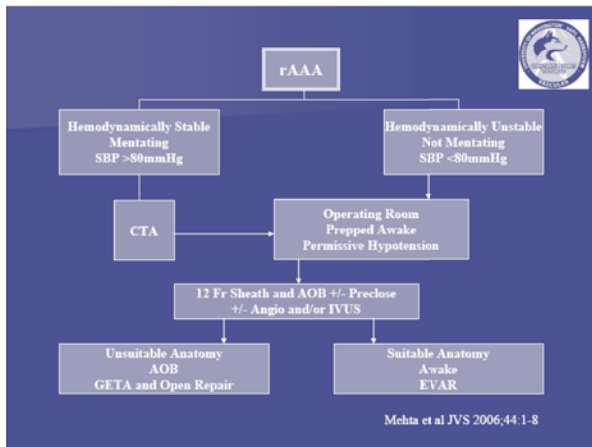 rAAA
Hemodynamically Stable
Mentating
SBP >80mmHg
Hemodynamically Unstable
Not Mentating
SBP <80mmHg
CTA
Operating Room
Prepped Awake
Permissive Hypotension
12 Fr Sheath and AOB +/- Preclose
+/- Angio and/or IVUS
Unsuitable Anatomy
AOB
GETA and Open Repair
Suitable Anatomy
Awake
EVAR
Mehta et al JVS 2006;44:1-8